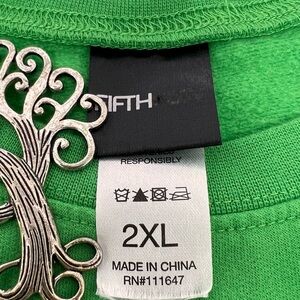 FIFTH
RESPONSIBLY
2XL
MADE IN CHINA
RN#111647